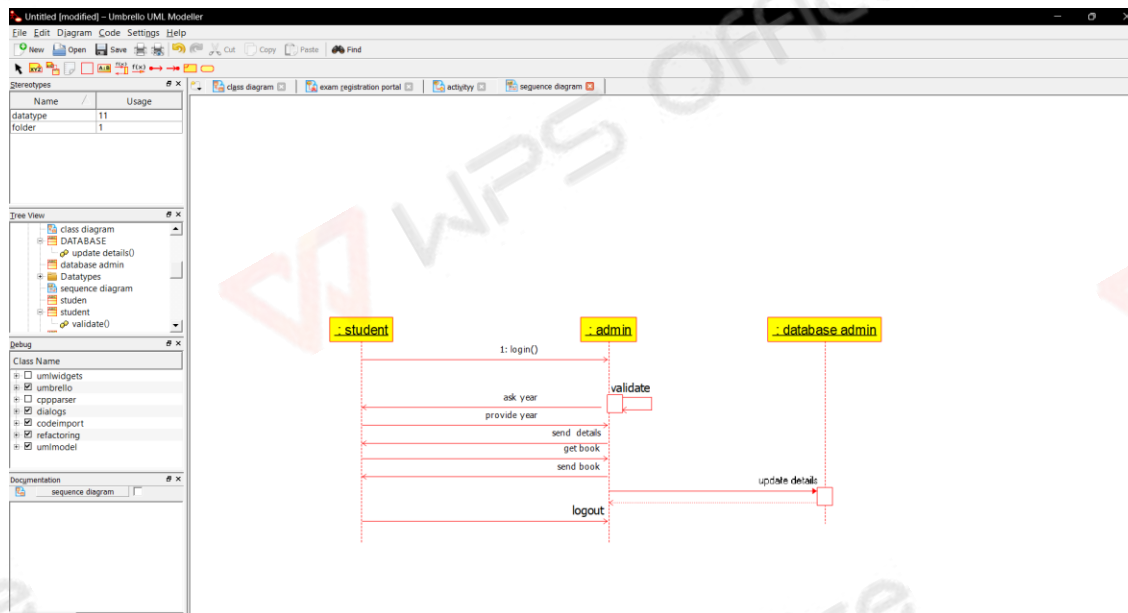 Untitled [modified] – Umbrello UML Modeller
File Edit Diagram Code Settings Help
New Open Save Cut Copy Paste Find
Stereotypes
class diagram exam registration portal activityy sequence diagram
Name Usage
datatype 11
folder 1
Tree View
class diagram
DATABASE
update details()
database admin
Datatypes
sequence diagram
studen
student
validate()
Debug
Class Name
umlwidgets
umbrello
cppparser
dialogs
codeimport
refactoring
umlmodel
Documentation
sequence diagram
: student : admin : database admin
1: login()
validate
ask year
provide year
send details
get book
send book
update details
logout
WPS OFFICE